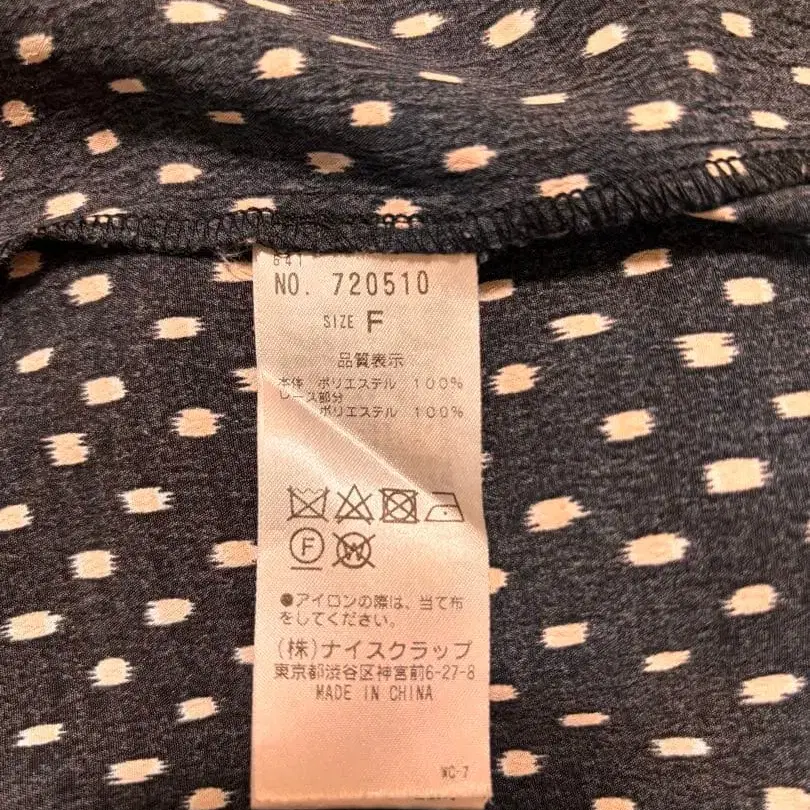 641
NO. 720510
SIZE F
品質表示
本体 ポリエステル 100%
レース部分
ポリエステル 100%
F
W
●アイロンの際は、当て布
をしてください。
(株)ナイスクラップ
東京都渋谷区神宮前6-27-8
MADE IN CHINA
WC-7